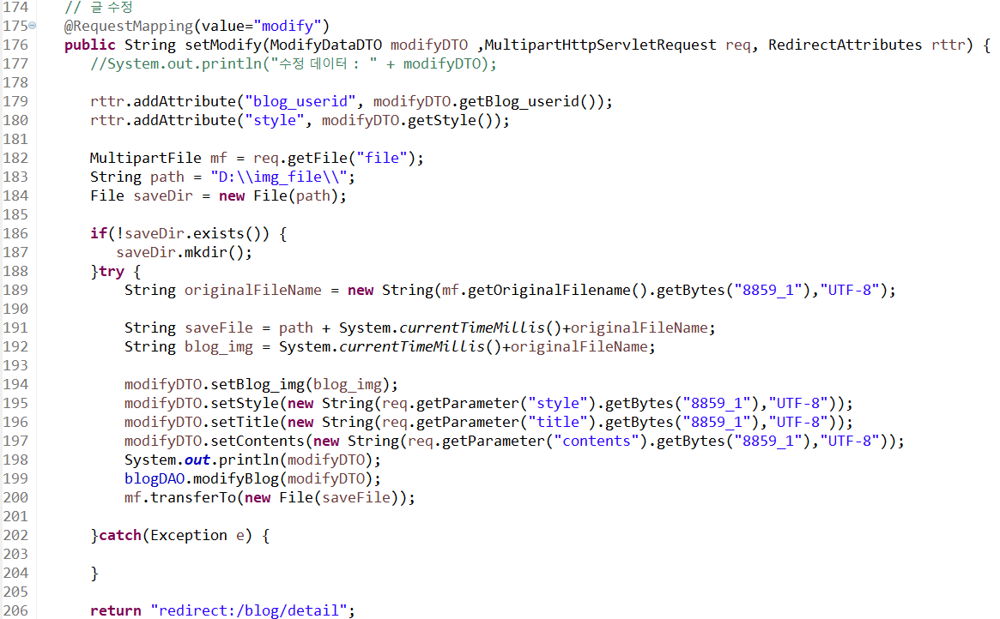 174 // 글 수정
175 @RequestMapping(value="modify")
176 public String setModify(ModifyDataDTO modifyDTO ,MultipartHttpServletRequest req, RedirectAttributes rttr) {
177 //System.out.println("수정 데이터 : " + modifyDTO);
178
179 rttr.addAttribute("blog_userid", modifyDTO.getBlog_userid());
180 rttr.addAttribute("style", modifyDTO.getStyle());
181
182 MultipartFile mf = req.getFile("file");
183 String path = "D:\\img_file\\";
184 File saveDir = new File(path);
185
186 if(!saveDir.exists()) {
187 saveDir.mkdir();
188 }try {
189 String originalFileName = new String(mf.getOriginalFilename().getBytes("8859_1"),"UTF-8");
190
191 String saveFile = path + System.currentTimeMillis()+originalFileName;
192 String blog_img = System.currentTimeMillis()+originalFileName;
193
194 modifyDTO.setBlog_img(blog_img);
195 modifyDTO.setStyle(new String(req.getParameter("style").getBytes("8859_1"),"UTF-8"));
196 modifyDTO.setTitle(new String(req.getParameter("title").getBytes("8859_1"),"UTF-8"));
197 modifyDTO.setContents(new String(req.getParameter("contents").getBytes("8859_1"),"UTF-8"));
198 System.out.println(modifyDTO);
199 blogDAO.modifyBlog(modifyDTO);
200 mf.transferTo(new File(saveFile));
201
202 }catch(Exception e) {
203
204 }
205
206 return "redirect:/blog/detail";